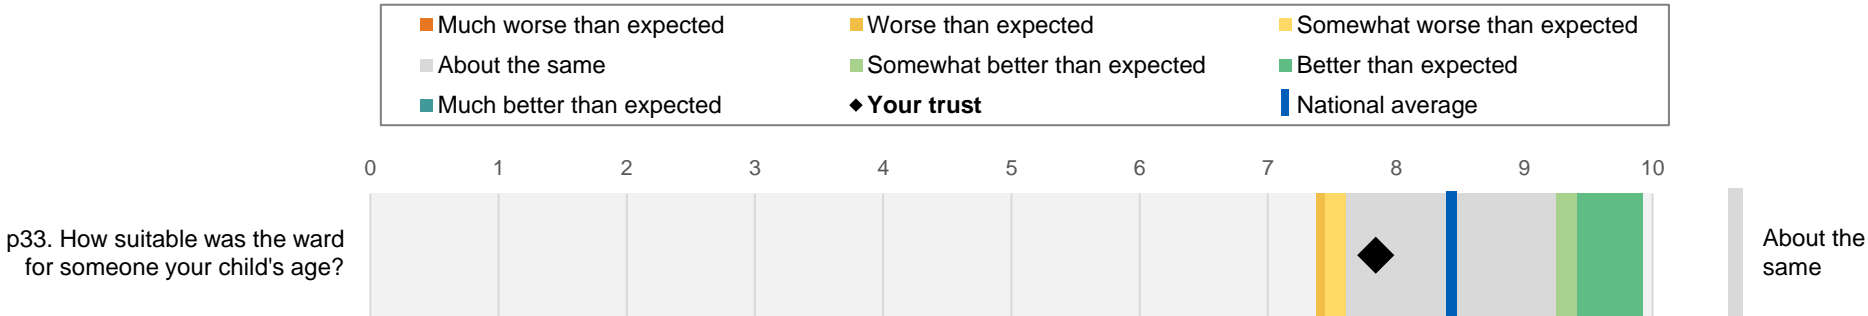 Much worse than expected
Worse than expected
Somewhat worse than expected
About the same
Somewhat better than expected
Better than expected
Much better than expected
Your trust
National average
0 1 2 3 4 5 6 7 8 9 10
p33. How suitable was the ward
for someone your child's age?
About the
same